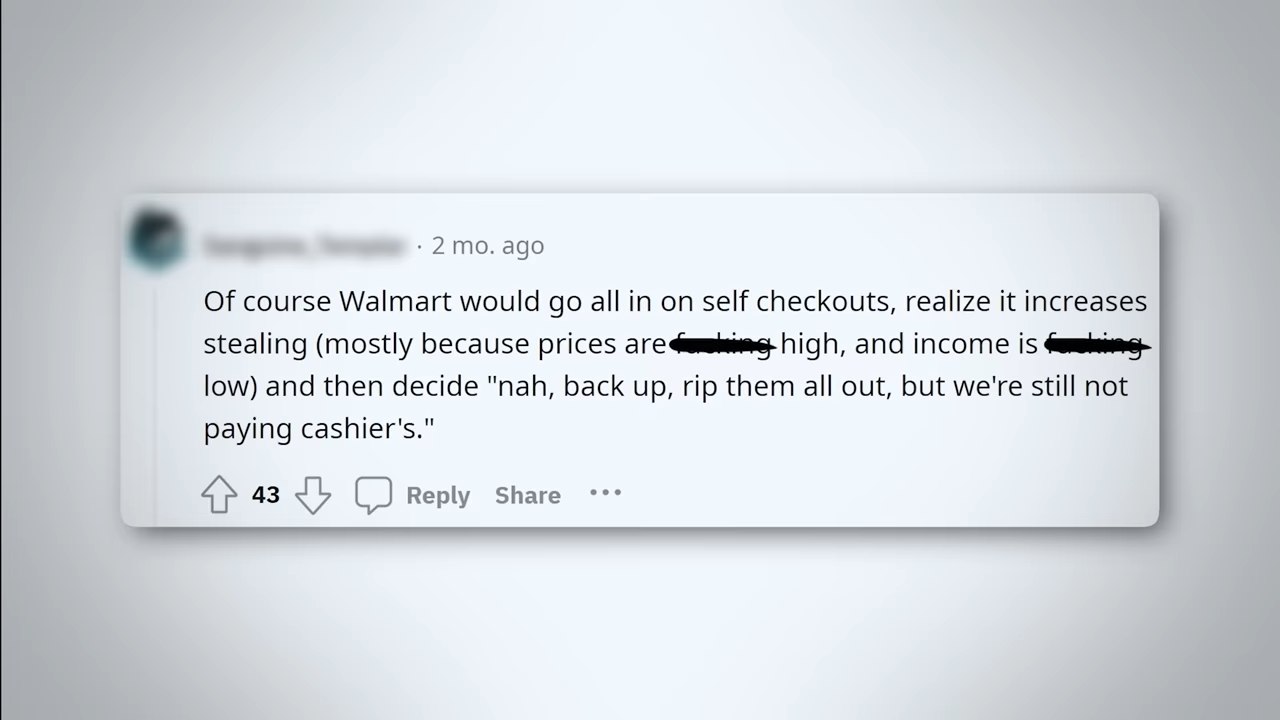 · 2 mo. ago
Of course Walmart would go all in on self checkouts, realize it increases
stealing (mostly because prices are fucking high, and income is fucking
low) and then decide "nah, back up, rip them all out, but we're still not
paying cashier's."
43 Reply Share ···